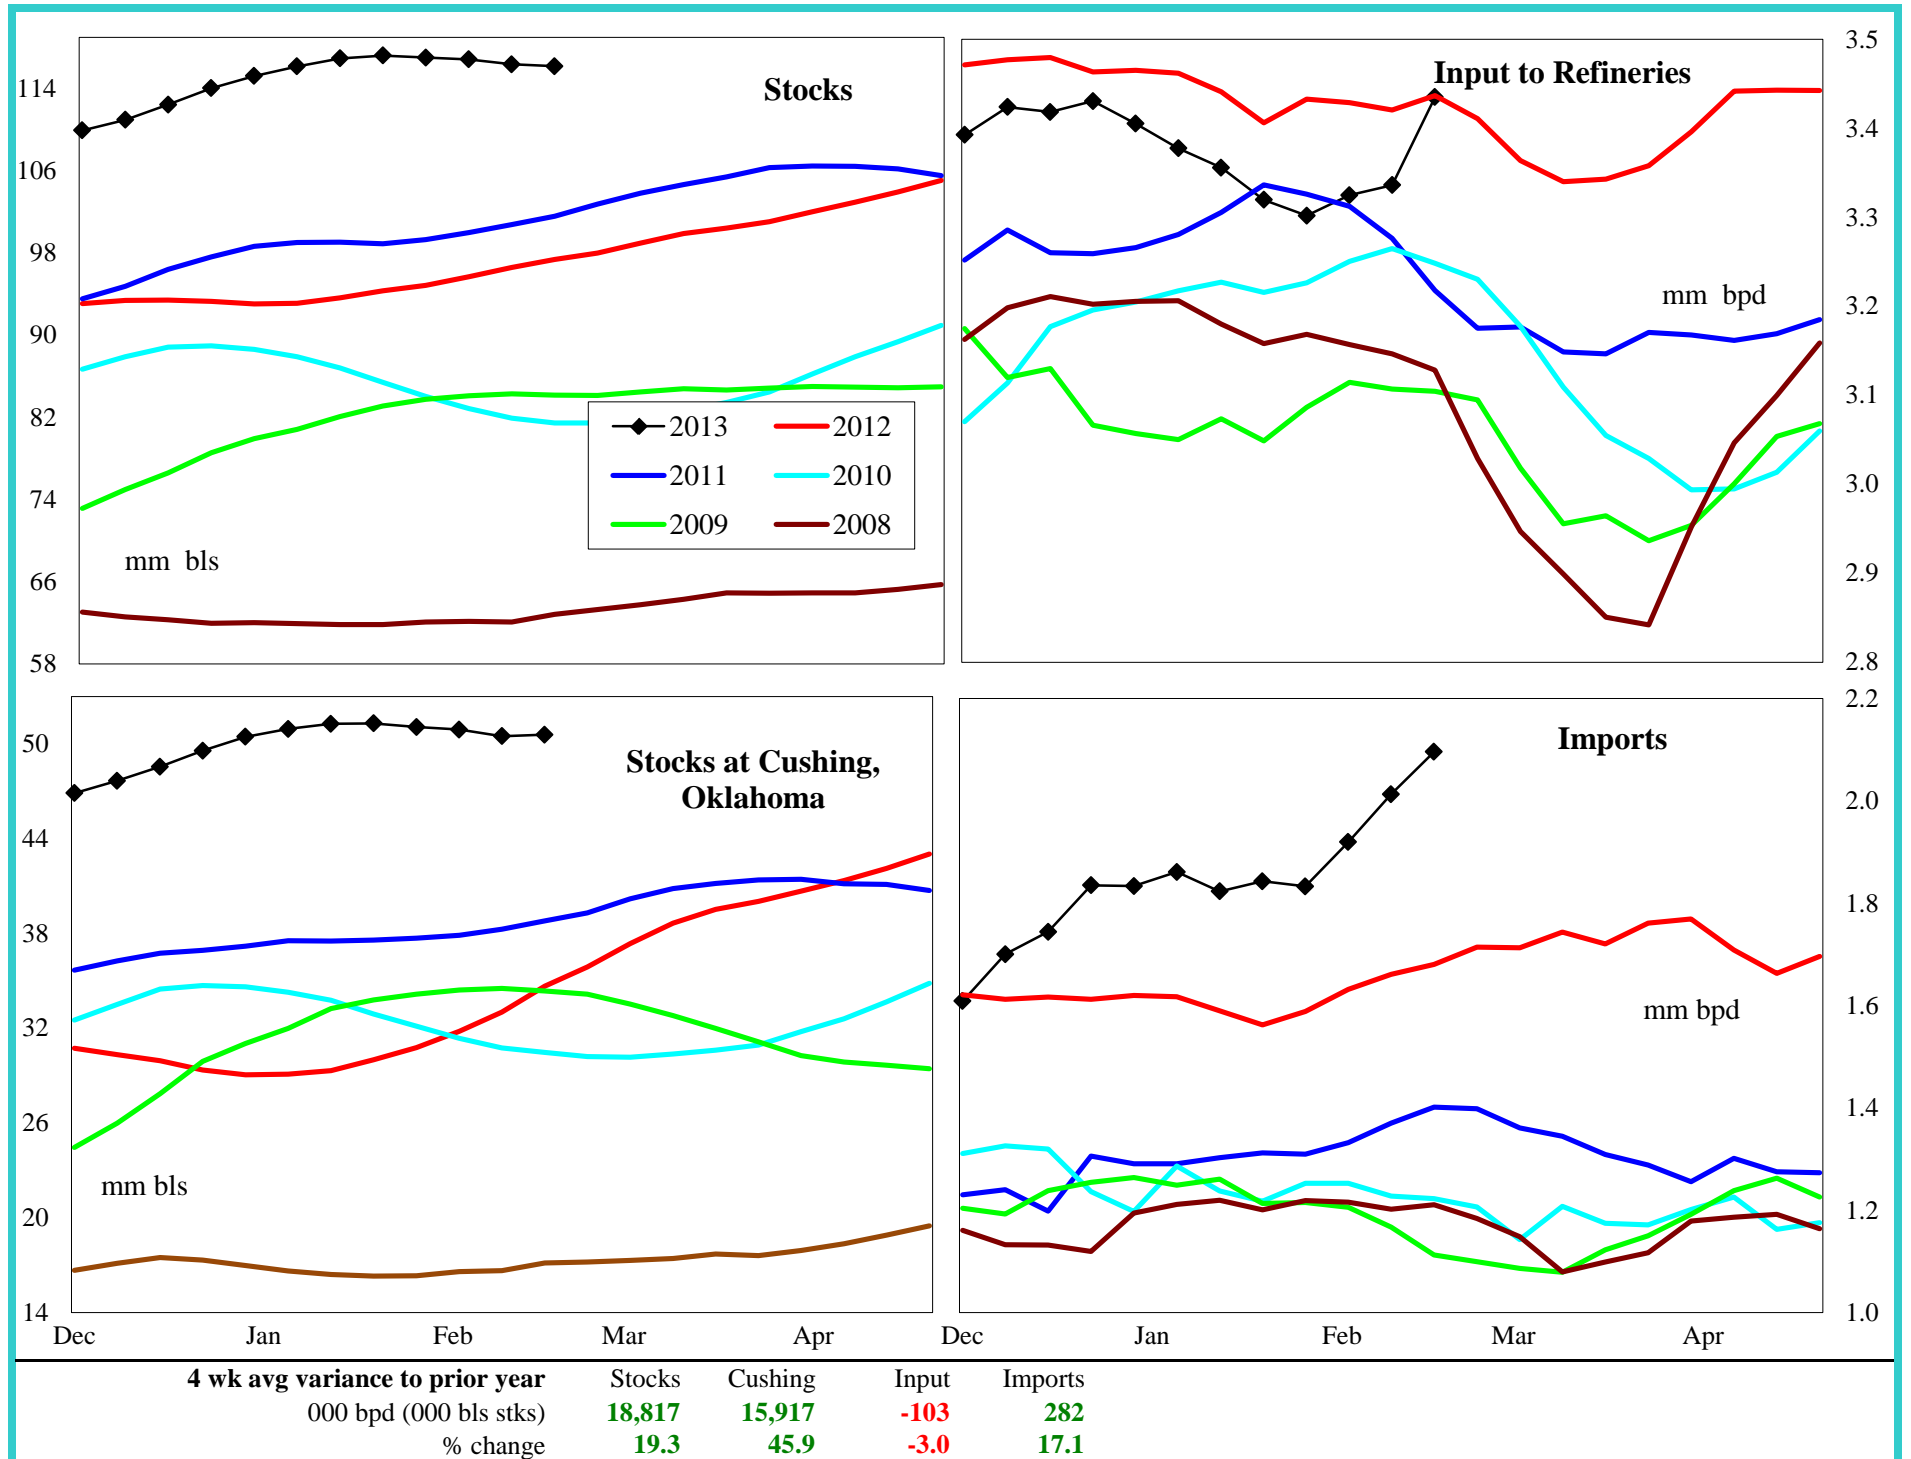 Stocks
114
106
98
90
82
74
66
58
mm bls
2013
2012
2011
2010
2009
2008
Input to Refineries
mm bpd
3.5
3.4
3.3
3.2
3.1
3.0
2.9
2.8
Stocks at Cushing,
Oklahoma
50
44
38
32
26
20
14
mm bls
Dec Jan Feb Mar Apr
Imports
mm bpd
2.2
2.0
1.8
1.6
1.4
1.2
1.0
Dec Jan Feb Mar Apr
4 wk avg variance to prior year Stocks Cushing Input Imports
000 bpd (000 bls stks) 18,817 15,917 -103 282
% change 19.3 45.9 -3.0 17.1